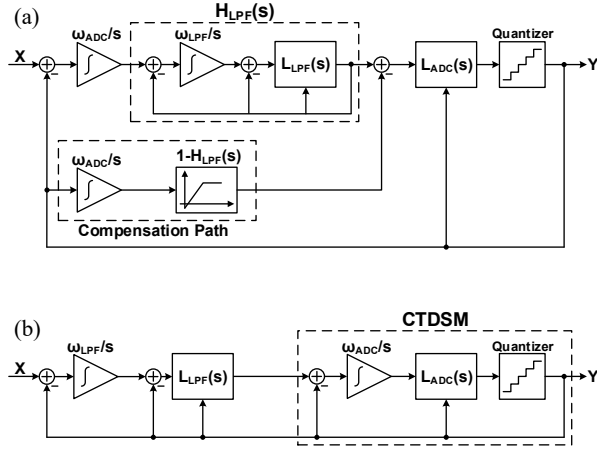 (a)
H_LPF(s)
ω_ADC/s
ω_LPF/s
Quantizer
X
∫
∫
L_LPF(s)
L_ADC(s)
Y
ω_ADC/s
1-H_LPF(s)
∫
Compensation Path
(b)
CTDSM
ω_LPF/s
ω_ADC/s
Quantizer
X
∫
L_LPF(s)
∫
L_ADC(s)
Y